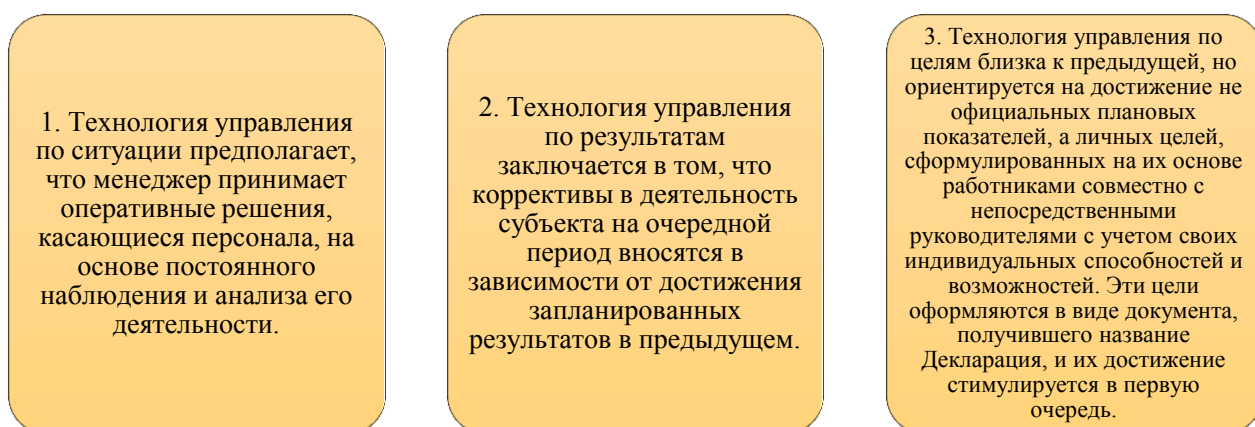 1. Технология управления
по ситуации предполагает,
что менеджер принимает
оперативные решения,
касающиеся персонала, на
основе постоянного
наблюдения и анализа его
деятельности.
2. Технология управления
по результатам
заключается в том, что
коррективы в деятельность
субъекта на очередной
период вносятся в
зависимости от достижения
запланированных
результатов в предыдущем.
3. Технология управления по
целям близка к предыдущей, но
ориентируется на достижение не
официальных плановых
показателей, а личных целей,
сформулированных на их основе
работниками совместно с
непосредственными
руководителями с учетом своих
индивидуальных способностей и
возможностей. Эти цели
оформляются в виде документа,
получившего название
Декларация, и их достижение
стимулируется в первую
очередь.